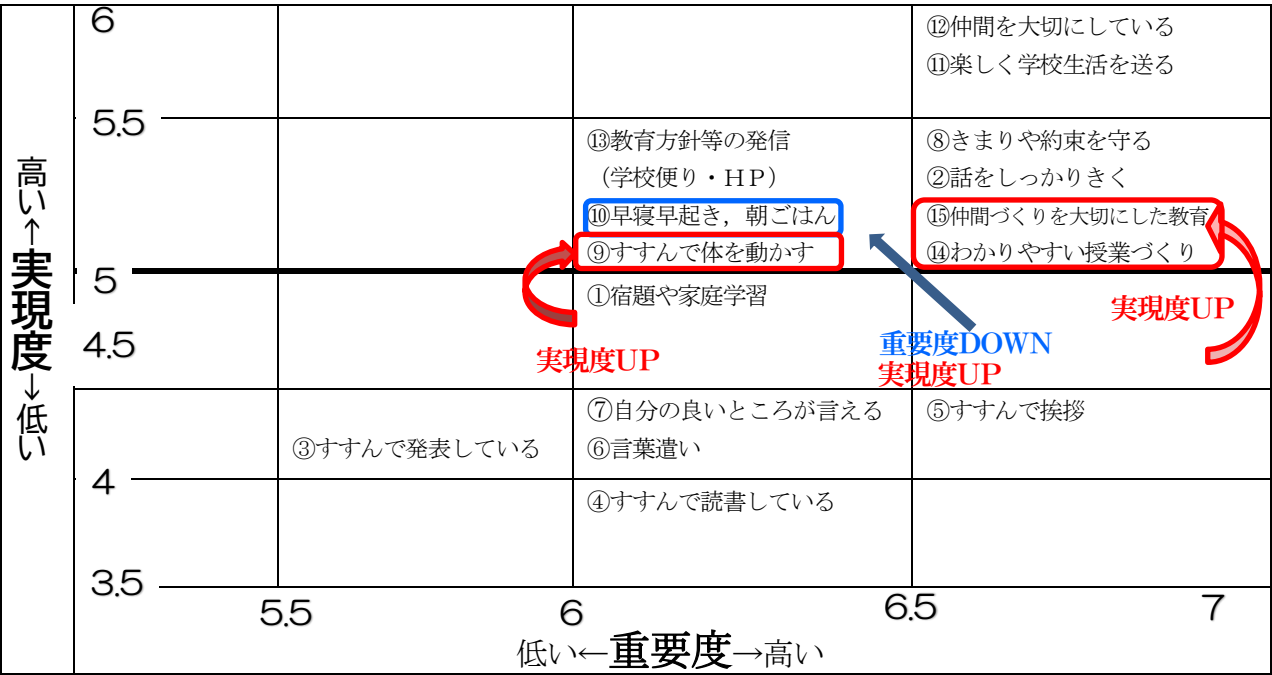 高い↑実現度↓低い
6
⑫仲間を大切にしている
⑪楽しく学校生活を送る
5.5
⑬教育方針等の発信
（学校便り・ＨＰ）
⑩早寝早起き，朝ごはん
⑨すすんで体を動かす
⑧きまりや約束を守る
②話をしっかりきく
⑮仲間づくりを大切にした教育
⑭わかりやすい授業づくり
5
①宿題や家庭学習
実現度UP
重要度DOWN
実現度UP
実現度UP
4.5
③すすんで発表している
⑦自分の良いところが言える
⑥言葉遣い
⑤すすんで挨拶
4
④すすんで読書している
3.5
5.5
6
6.5
7
低い←重要度→高い